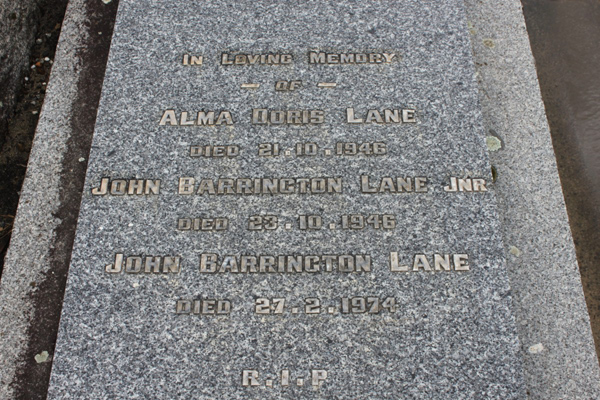 In Loving Memory
– OF –
Alma Doris Lane
DIED 21.10.1946
John Barrington Lane JNR
DIED 23.10.1946
John Barrington Lane
DIED 27.2.1974
R.I.P